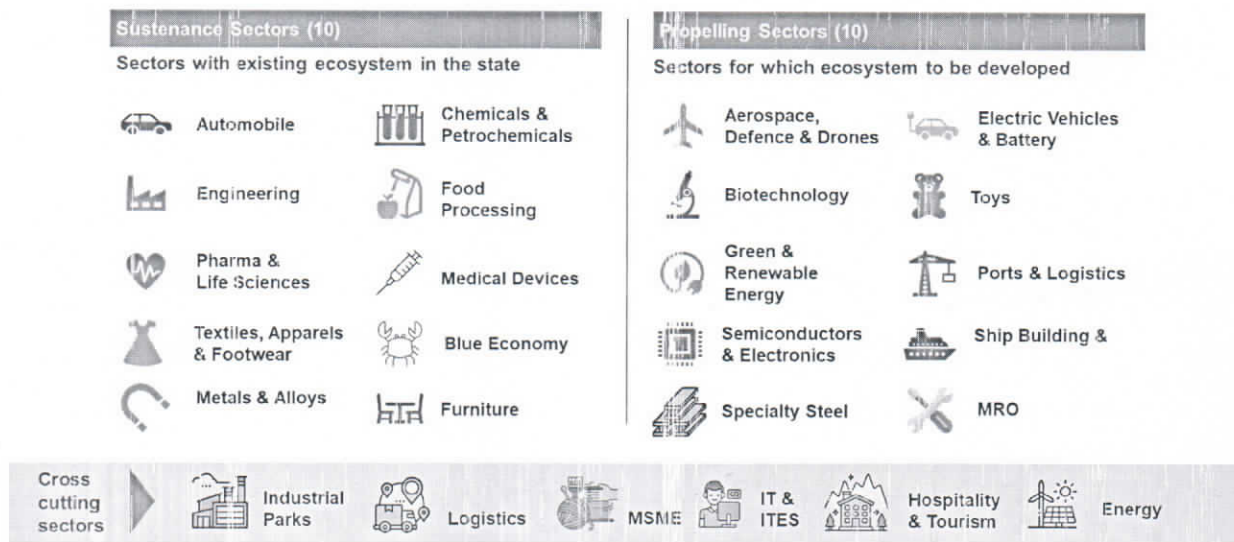 Sustenance Sectors (10)
Sectors with existing ecosystem in the state
Automobile
Chemicals &
Petrochemicals
Engineering
Food
Processing
Pharma &
Life Sciences
Medical Devices
Textiles, Apparels
& Footwear
Blue Economy
Metals & Alloys
Furniture
Propelling Sectors (10)
Sectors for which ecosystem to be developed
Aerospace,
Defence & Drones
Electric Vehicles
& Battery
Biotechnology
Toys
Green &
Renewable
Energy
Ports & Logistics
Semiconductors
& Electronics
Ship Building &
Specialty Steel
MRO
Cross
cutting
sectors
Industrial
Parks
Logistics
MSME
IT &
ITES
Hospitality
& Tourism
Energy